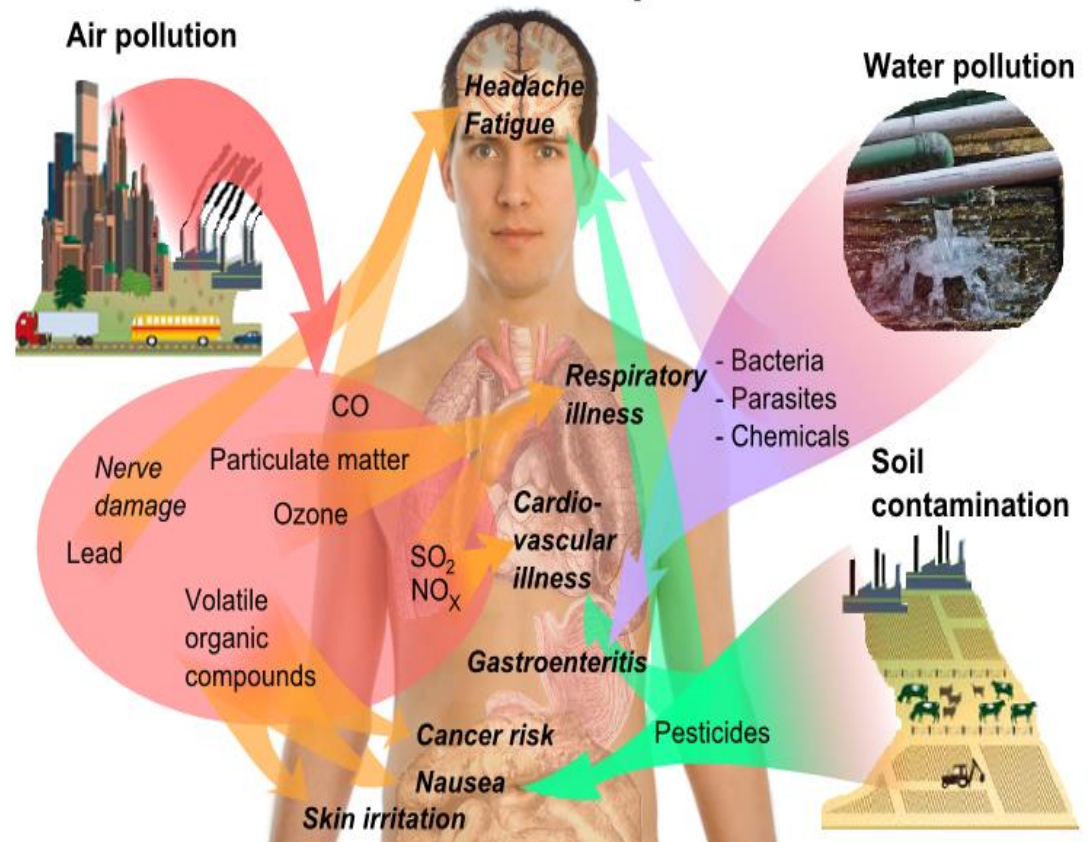 Air pollution
Water pollution
Headache
Fatigue
- Bacteria
- Parasites
- Chemicals
Respiratory
illness
CO
Particulate matter
Ozone
Nerve
damage
Lead
SO₂
NOₓ
Cardio-
vascular
illness
Soil
contamination
Volatile
organic
compounds
Gastroenteritis
Pesticides
Cancer risk
Nausea
Skin irritation